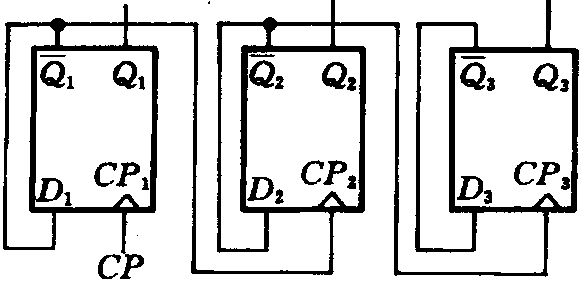 Q̅₁ Q₁ Q̅₂ Q₂ Q̅₃ Q₃
D₁ CP₁ D₂ CP₂ D₃ CP₃
CP